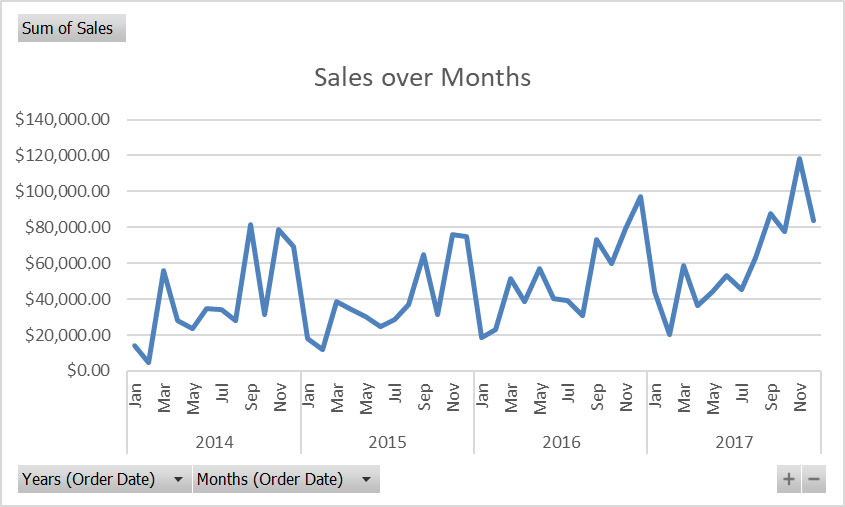 Sum of Sales
Sales over Months
$140,000.00
$120,000.00
$100,000.00
$80,000.00
$60,000.00
$40,000.00
$20,000.00
$0.00
Jan Mar May Jul Sep Nov Jan Mar May Jul Sep Nov Jan Mar May Jul Sep Nov Jan Mar May Jul Sep Nov
2014 2015 2016 2017
Years (Order Date) Months (Order Date) + −